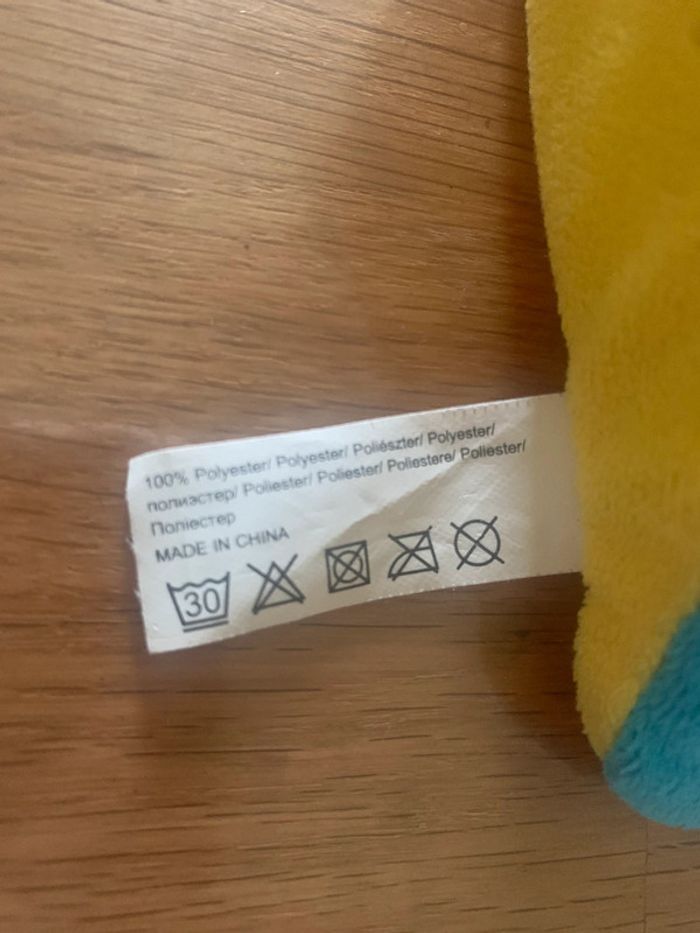 100% Polyester/ Polyester/ Poliészter/ Polyester/
полиэстер/ Poliester/ Poliester/ Poliestere/ Poliester/
Поліестер
MADE IN CHINA
30